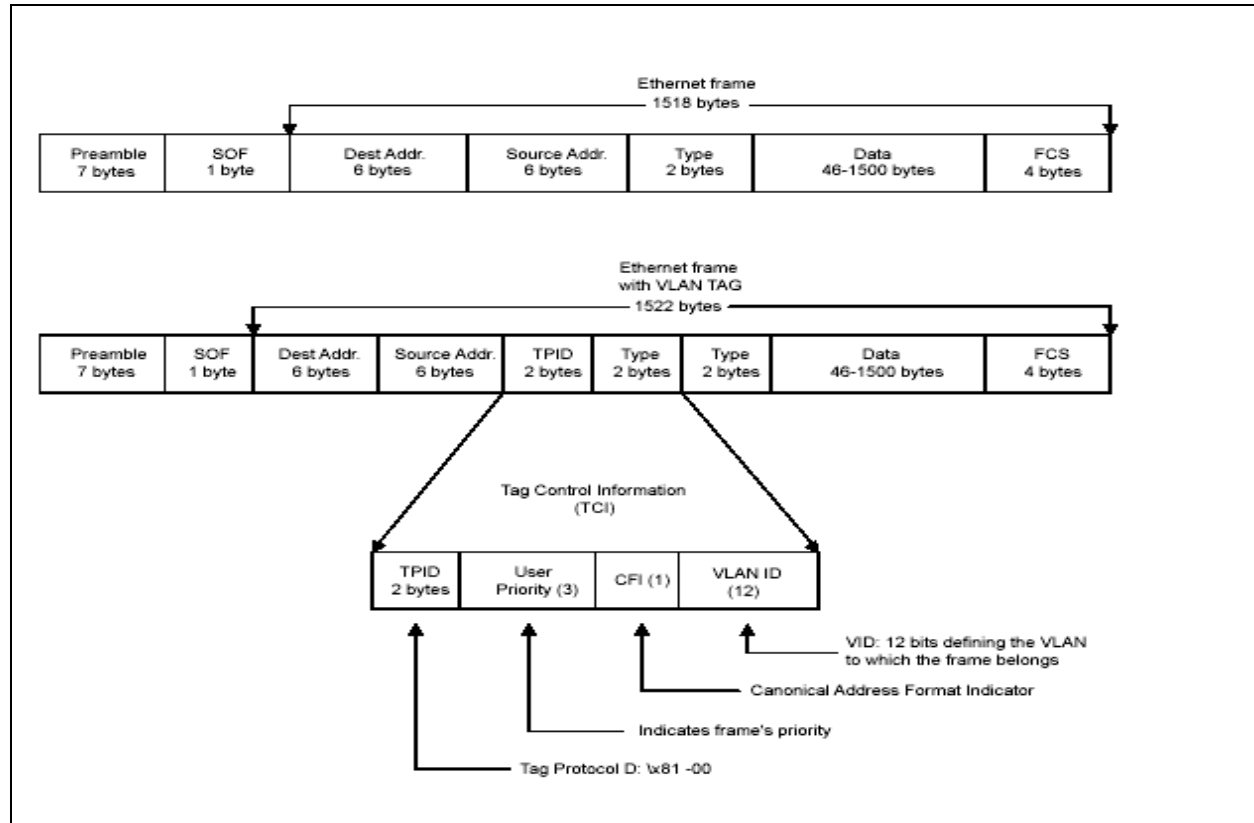 Ethernet frame
1518 bytes
Preamble
7 bytes
SOF
1 byte
Dest Addr.
6 bytes
Source Addr.
6 bytes
Type
2 bytes
Data
46-1500 bytes
FCS
4 bytes
Ethernet frame
with VLAN TAG
1522 bytes
Preamble
7 bytes
SOF
1 byte
Dest Addr.
6 bytes
Source Addr.
6 bytes
TPID
2 bytes
Type
2 bytes
Type
2 bytes
Data
46-1500 bytes
FCS
4 bytes
Tag Control Information
(TCI)
TPID
2 bytes
User
Priority (3)
CFI (1)
VLAN ID
(12)
VID: 12 bits defining the VLAN
to which the frame belongs
Canonical Address Format Indicator
Indicates frame's priority
Tag Protocol D: \x81 -00